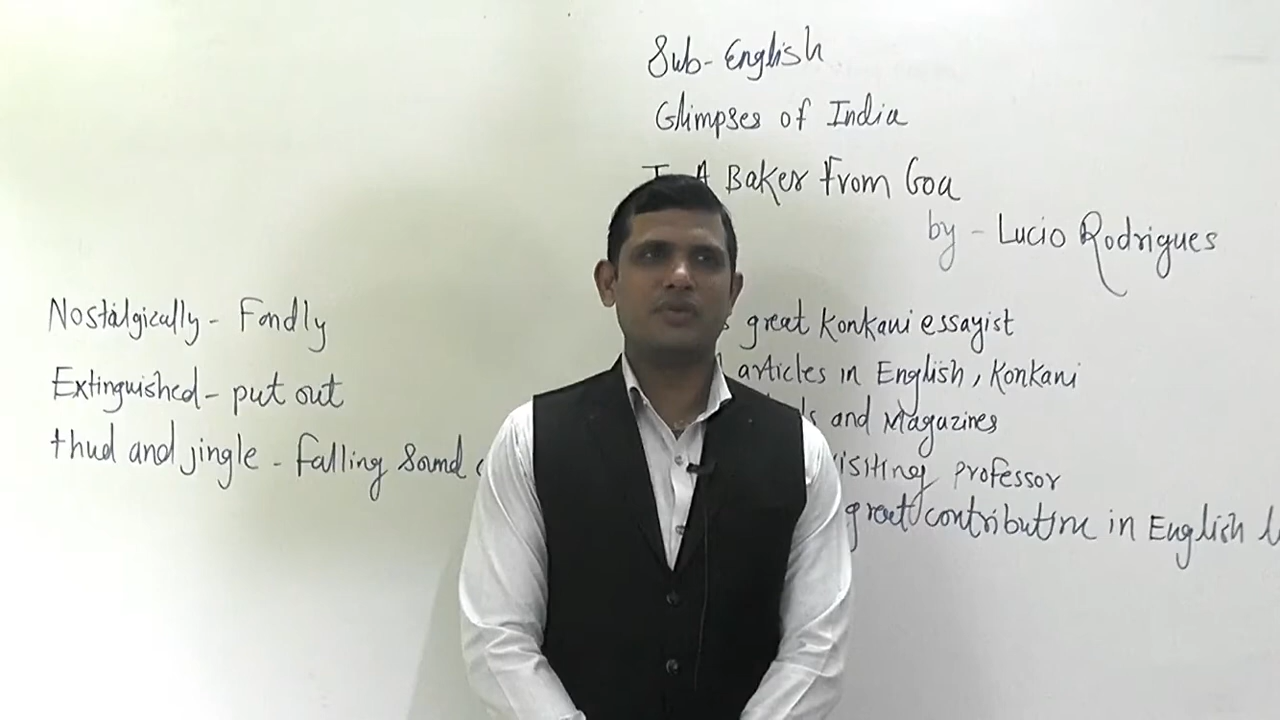 Sub- English
Glimpses of India
I. A Baker From Goa
by - Lucio Rodrigues
Nostalgically - Fondly
Extinguished - put out
thud and jingle - falling sound
great Konkani essayist
articles in English, Konkani
and Magazines
visiting professor
great contribution in English